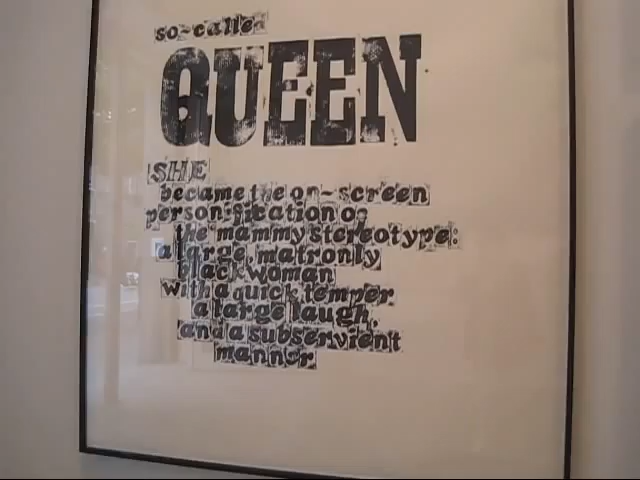 so-called
QUEEN
SHE
became the on-screen
personification of
the mammy stereotype:
a large, matronly
black woman
with a quick temper
a large laugh,
and a subservient
manner